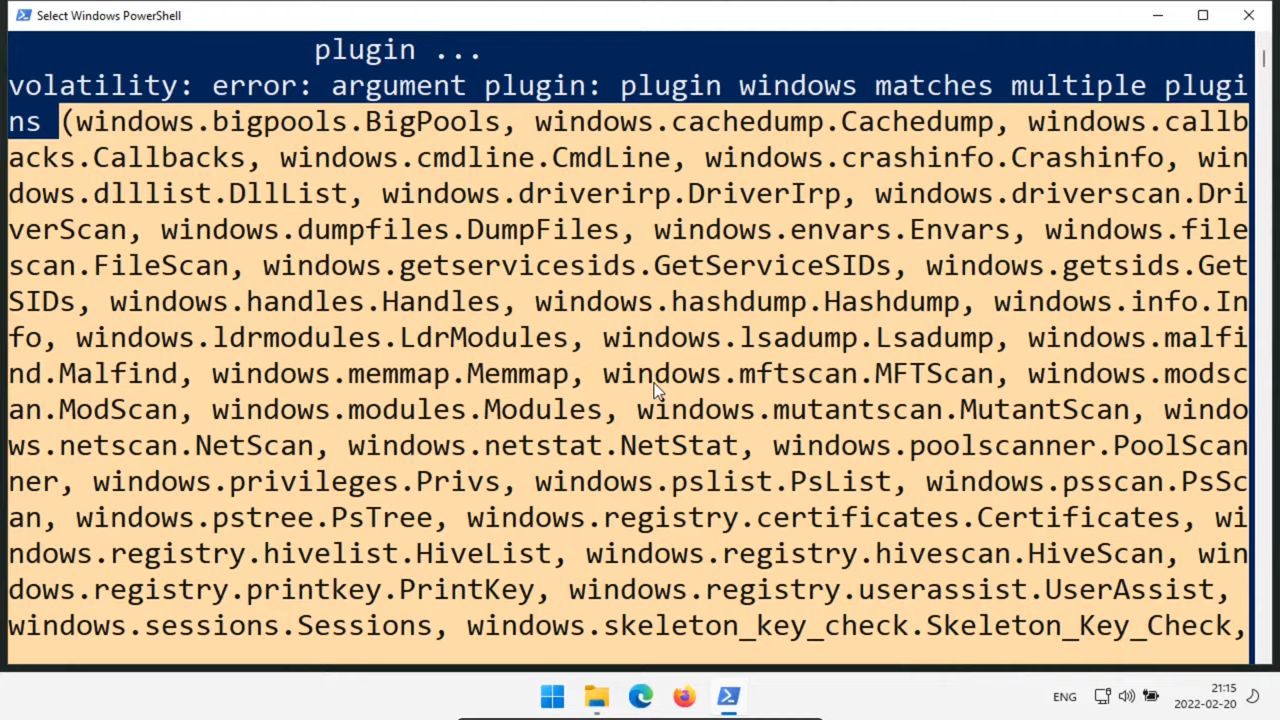 Select Windows PowerShell
plugin ...
volatility: error: argument plugin: plugin windows matches multiple plugi
ns (windows.bigpools.BigPools, windows.cachedump.Cachedump, windows.callb
acks.Callbacks, windows.cmdline.CmdLine, windows.crashinfo.Crashinfo, win
dows.dlllist.DllList, windows.driverirp.DriverIrp, windows.driverscan.Dri
verScan, windows.dumpfiles.DumpFiles, windows.envars.Envars, windows.file
scan.FileScan, windows.getservicesids.GetServiceSIDs, windows.getsids.Get
SIDs, windows.handles.Handles, windows.hashdump.Hashdump, windows.info.In
fo, windows.ldrmodules.LdrModules, windows.lsadump.Lsadump, windows.malfi
nd.Malfind, windows.memmap.Memmap, windows.mftscan.MFTScan, windows.modsc
an.ModScan, windows.modules.Modules, windows.mutantscan.MutantScan, windo
ws.netscan.NetScan, windows.netstat.NetStat, windows.poolscanner.PoolScan
ner, windows.privileges.Privs, windows.pslist.PsList, windows.psscan.PsSc
an, windows.pstree.PsTree, windows.registry.certificates.Certificates, wi
ndows.registry.hivelist.HiveList, windows.registry.hivescan.HiveScan, win
dows.registry.printkey.PrintKey, windows.registry.userassist.UserAssist,
windows.sessions.Sessions, windows.skeleton_key_check.Skeleton_Key_Check,
ENG
21:15
2022-02-20